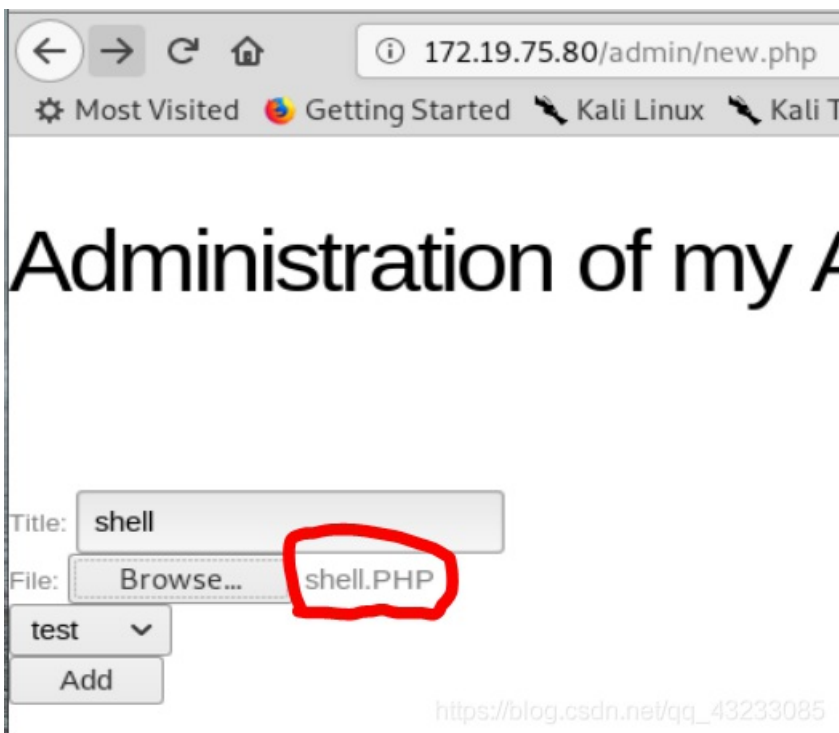 172.19.75.80/admin/new.php
Most Visited Getting Started Kali Linux Kali T
Administration of my A
Title: shell
File: Browse... shell.PHP
test
Add
https://blog.csdn.net/qq_43233085